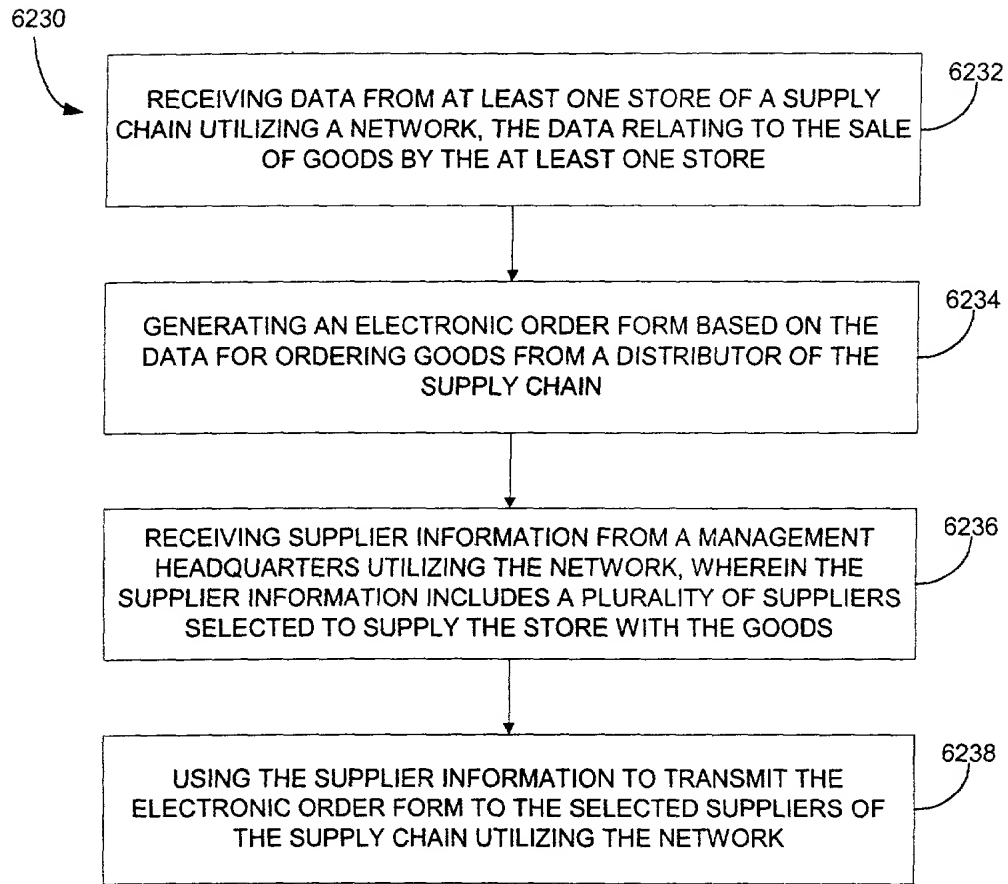 6230
6232
RECEIVING DATA FROM AT LEAST ONE STORE OF A SUPPLY
CHAIN UTILIZING A NETWORK, THE DATA RELATING TO THE SALE
OF GOODS BY THE AT LEAST ONE STORE
6234
GENERATING AN ELECTRONIC ORDER FORM BASED ON THE
DATA FOR ORDERING GOODS FROM A DISTRIBUTOR OF THE
SUPPLY CHAIN
6236
RECEIVING SUPPLIER INFORMATION FROM A MANAGEMENT
HEADQUARTERS UTILIZING THE NETWORK, WHEREIN THE
SUPPLIER INFORMATION INCLUDES A PLURALITY OF SUPPLIERS
SELECTED TO SUPPLY THE STORE WITH THE GOODS
6238
USING THE SUPPLIER INFORMATION TO TRANSMIT THE
ELECTRONIC ORDER FORM TO THE SELECTED SUPPLIERS OF
THE SUPPLY CHAIN UTILIZING THE NETWORK